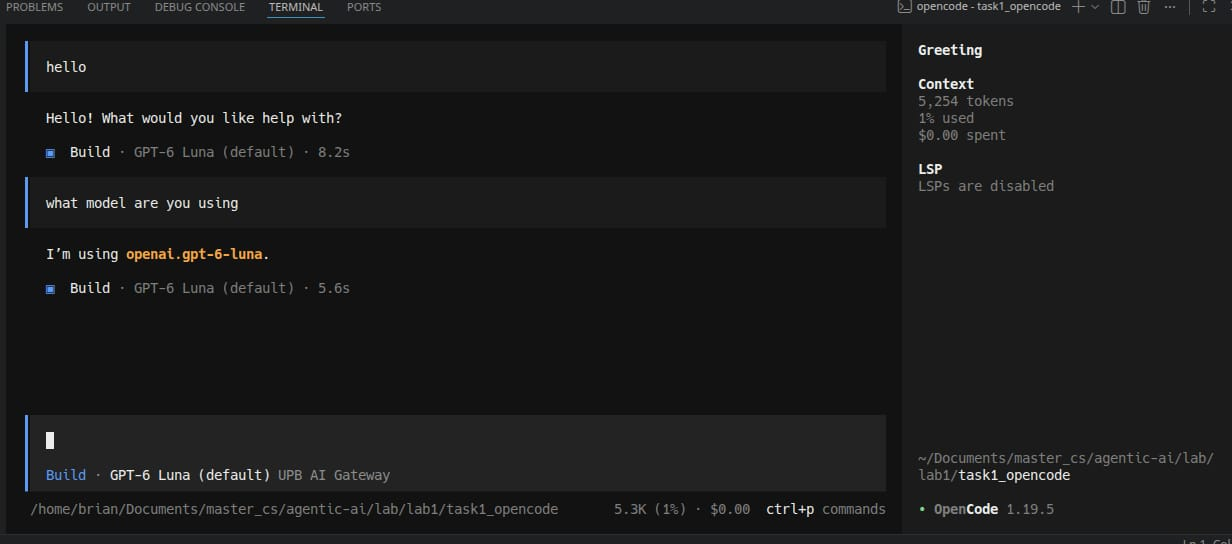 PROBLEMS OUTPUT DEBUG CONSOLE TERMINAL PORTS opencode - task1_opencode
hello
Hello! What would you like help with?
Build · GPT-6 Luna (default) · 8.2s
what model are you using
I’m using openai.gpt-6-luna.
Build · GPT-6 Luna (default) · 5.6s
Build · GPT-6 Luna (default) UPB AI Gateway
/home/brian/Documents/master_cs/agentic-ai/lab/lab1/task1_opencode 5.3K (1%) · $0.00 ctrl+p commands
Greeting
Context
5,254 tokens
1% used
$0.00 spent
LSP
LSPs are disabled
~/Documents/master_cs/agentic-ai/lab/
lab1/task1_opencode
• OpenCode 1.19.5